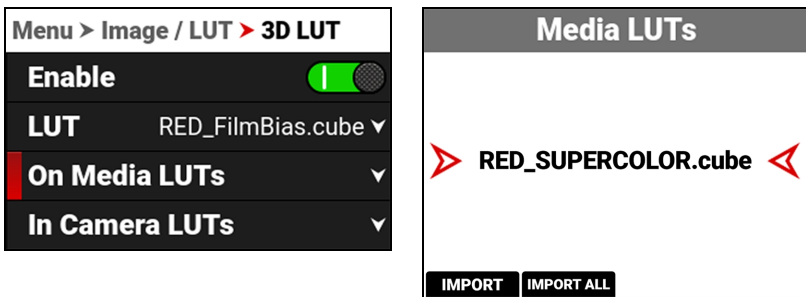 Menu > Image / LUT > 3D LUT
Enable
LUT RED_FilmBias.cube
On Media LUTs
In Camera LUTs
Media LUTs
RED_SUPERCOLOR.cube
IMPORT IMPORT ALL